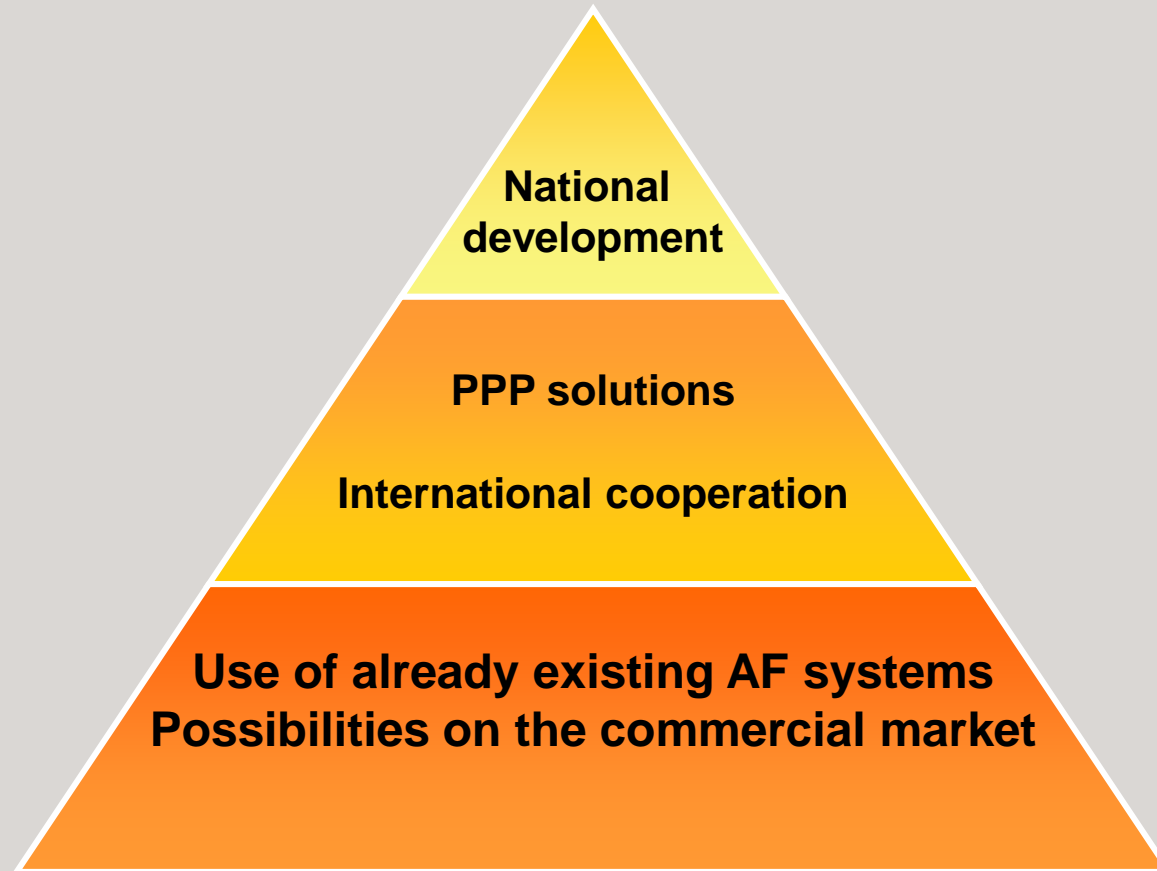 National
development
PPP solutions
International cooperation
Use of already existing AF systems
Possibilities on the commercial market